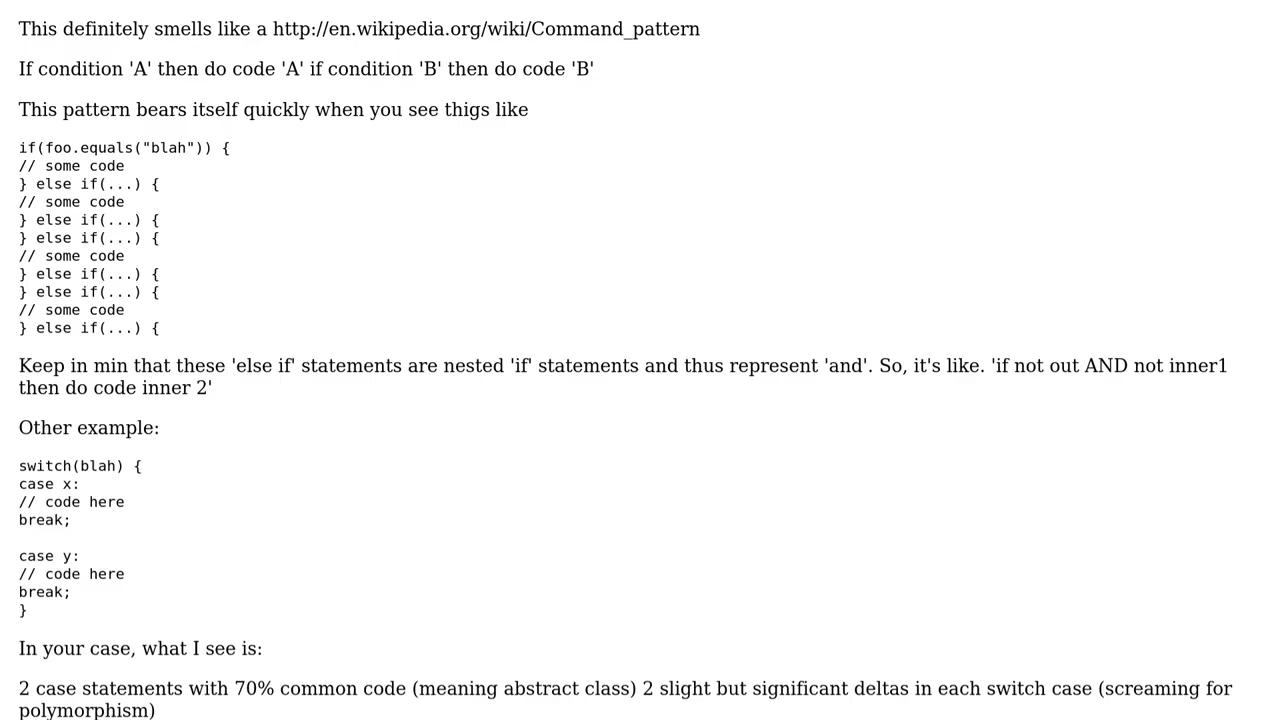 This definitely smells like a http://en.wikipedia.org/wiki/Command_pattern
If condition 'A' then do code 'A' if condition 'B' then do code 'B'
This pattern bears itself quickly when you see thigs like
if(foo.equals("blah")) {
// some code
} else if(...) {
// some code
} else if(...) {
} else if(...) {
// some code
} else if(...) {
} else if(...) {
// some code
} else if(...) {
Keep in min that these 'else if' statements are nested 'if' statements and thus represent 'and'. So, it's like. 'if not out AND not inner1
then do code inner 2'
Other example:
switch(blah) {
case x:
// code here
break;
case y:
// code here
break;
}
In your case, what I see is:
2 case statements with 70% common code (meaning abstract class) 2 slight but significant deltas in each switch case (screaming for
polymorphism)